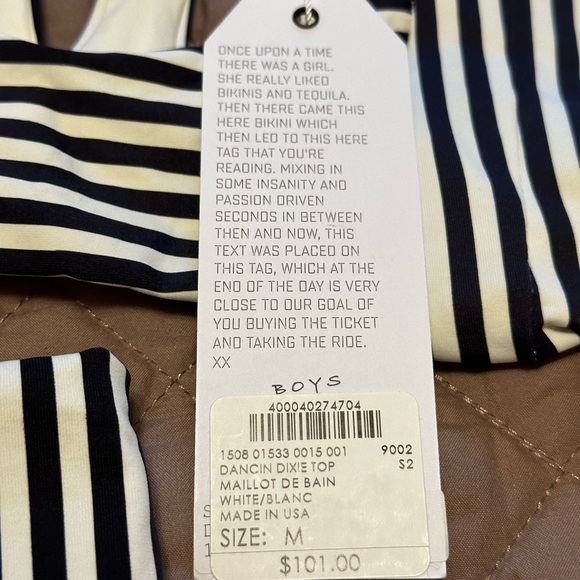 ONCE UPON A TIME
THERE WAS A GIRL.
SHE REALLY LIKED
BIKINIS AND TEQUILA.
THEN THERE CAME THIS
HERE BIKINI WHICH
THEN LED TO THIS HERE
TAG THAT YOU'RE
READING. MIXING IN
SOME INSANITY AND
PASSION DRIVEN
SECONDS IN BETWEEN
THEN AND NOW, THIS
TEXT WAS PLACED ON
THIS TAG, WHICH AT THE
END OF THE DAY IS VERY
CLOSE TO OUR GOAL OF
YOU BUYING THE TICKET
AND TAKING THE RIDE.
XX
BOYS
400040274704
1508 01533 0015 001 9002
DANCIN DIXIE TOP S2
MAILLOT DE BAIN
WHITE/BLANC
MADE IN USA
SIZE: M
$101.00